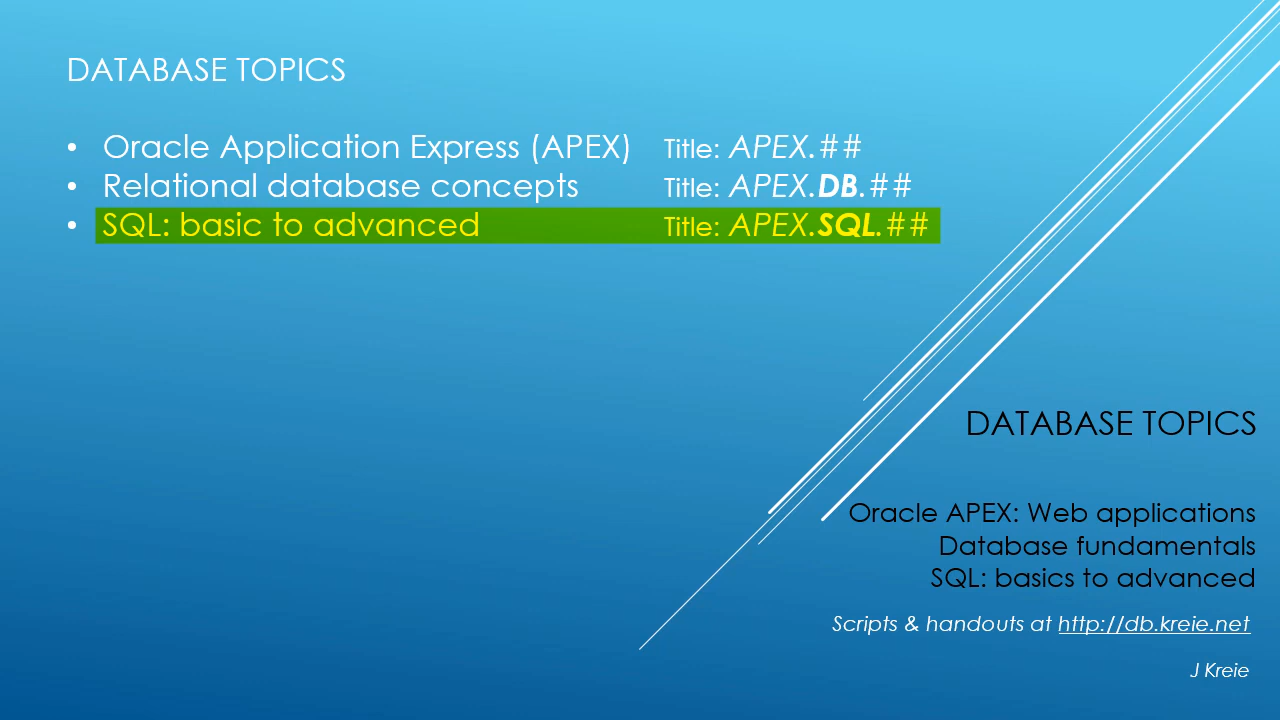 DATABASE TOPICS
• Oracle Application Express (APEX) Title: APEX.##
• Relational database concepts Title: APEX.DB.##
• SQL: basic to advanced Title: APEX.SQL.##
DATABASE TOPICS
Oracle APEX: Web applications
Database fundamentals
SQL: basics to advanced
Scripts & handouts at http://db.kreie.net
J Kreie